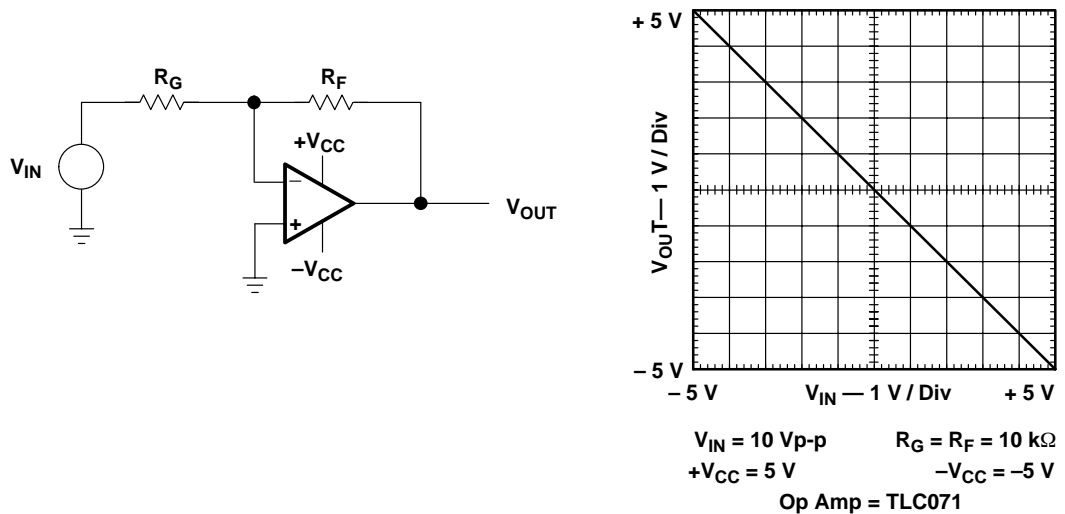 R_G
R_F
V_IN
+V_CC
–
+
–V_CC
V_OUT
+ 5 V
V_OUT — 1 V / Div
– 5 V
– 5 V
V_IN — 1 V / Div
+ 5 V
V_IN = 10 Vp-p
R_G = R_F = 10 kΩ
+V_CC = 5 V
–V_CC = –5 V
Op Amp = TLC071